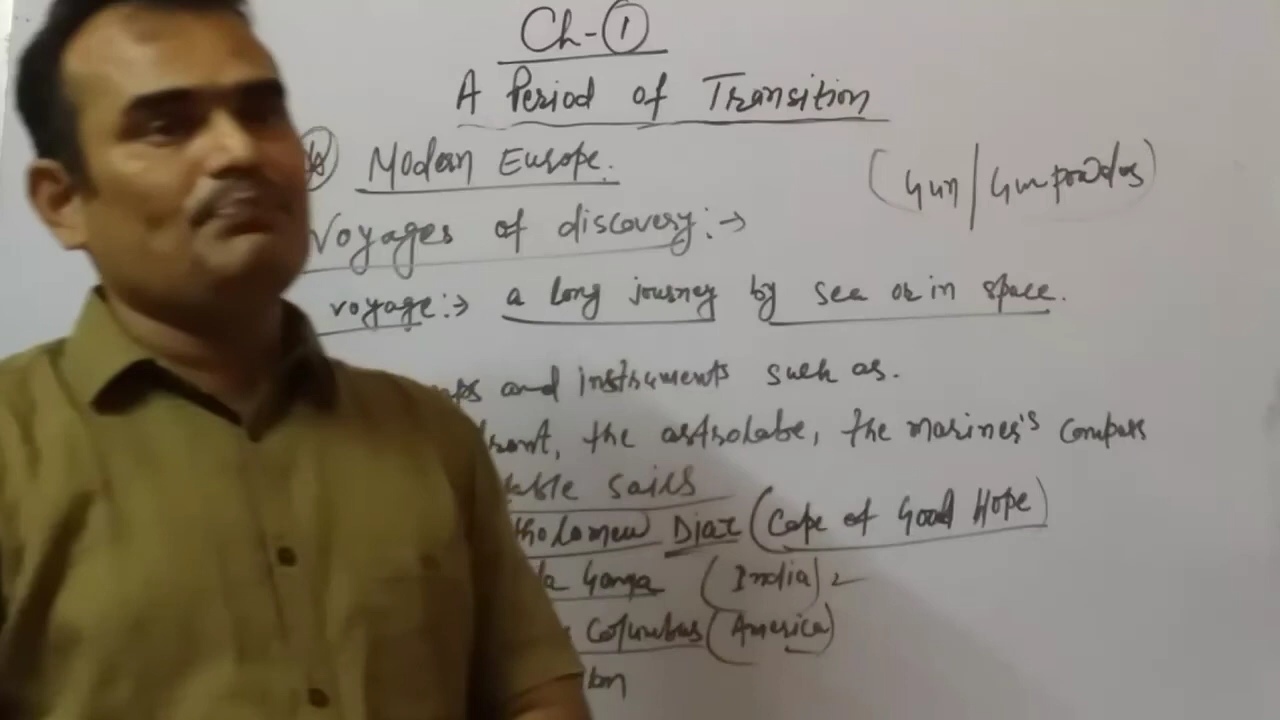 Ch-①
A Period of Transition
Modern Europe.
(Gun/Gunpowder)
Voyages of discovery:→
voyage:→ a long journey by sea or in space.
and instruments such as.
the astrolabe, the mariner's compass
sails
Diaz (Cape of Good Hope)
da Gama (India)
Columbus (America)